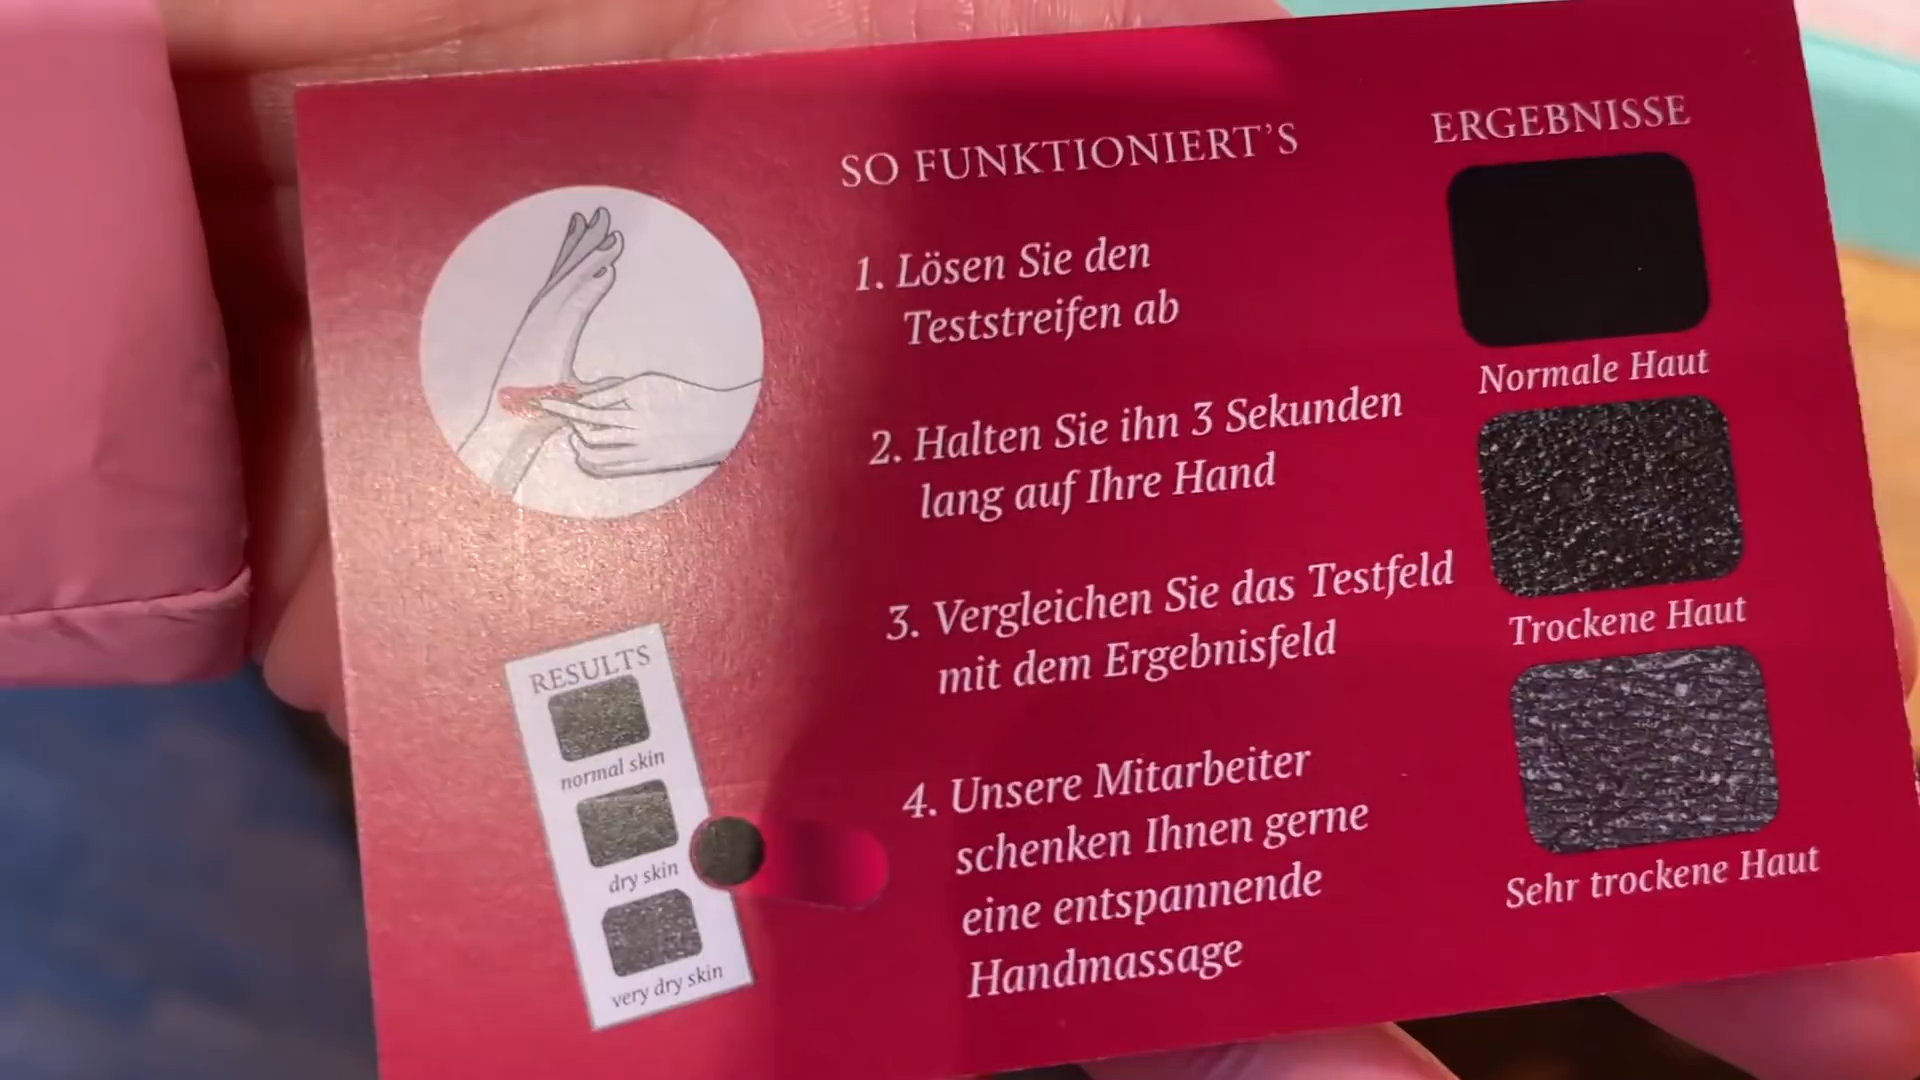 SO FUNKTIONIERT'S
1. Lösen Sie den
Teststreifen ab
2. Halten Sie ihn 3 Sekunden
lang auf Ihre Hand
3. Vergleichen Sie das Testfeld
mit dem Ergebnisfeld
4. Unsere Mitarbeiter
schenken Ihnen gerne
eine entspannende
Handmassage
ERGEBNISSE
Normale Haut
Trockene Haut
Sehr trockene Haut
RESULTS
normal skin
dry skin
very dry skin